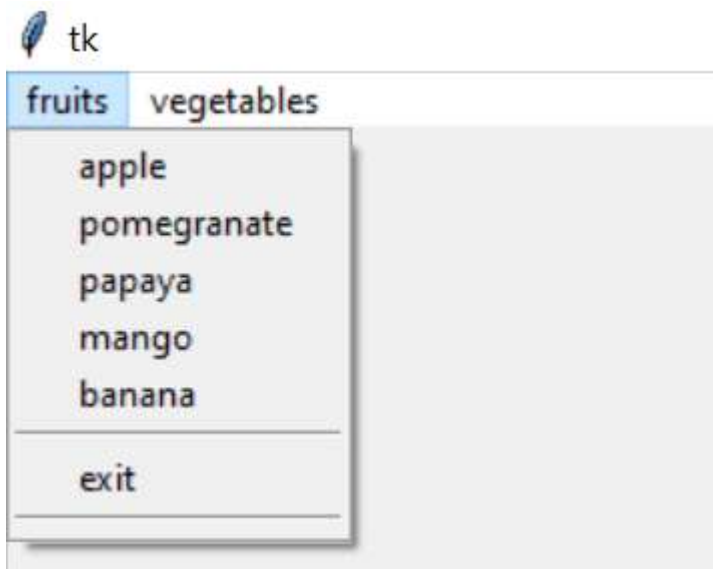 tk
fruits vegetables
apple
pomegranate
papaya
mango
banana
exit